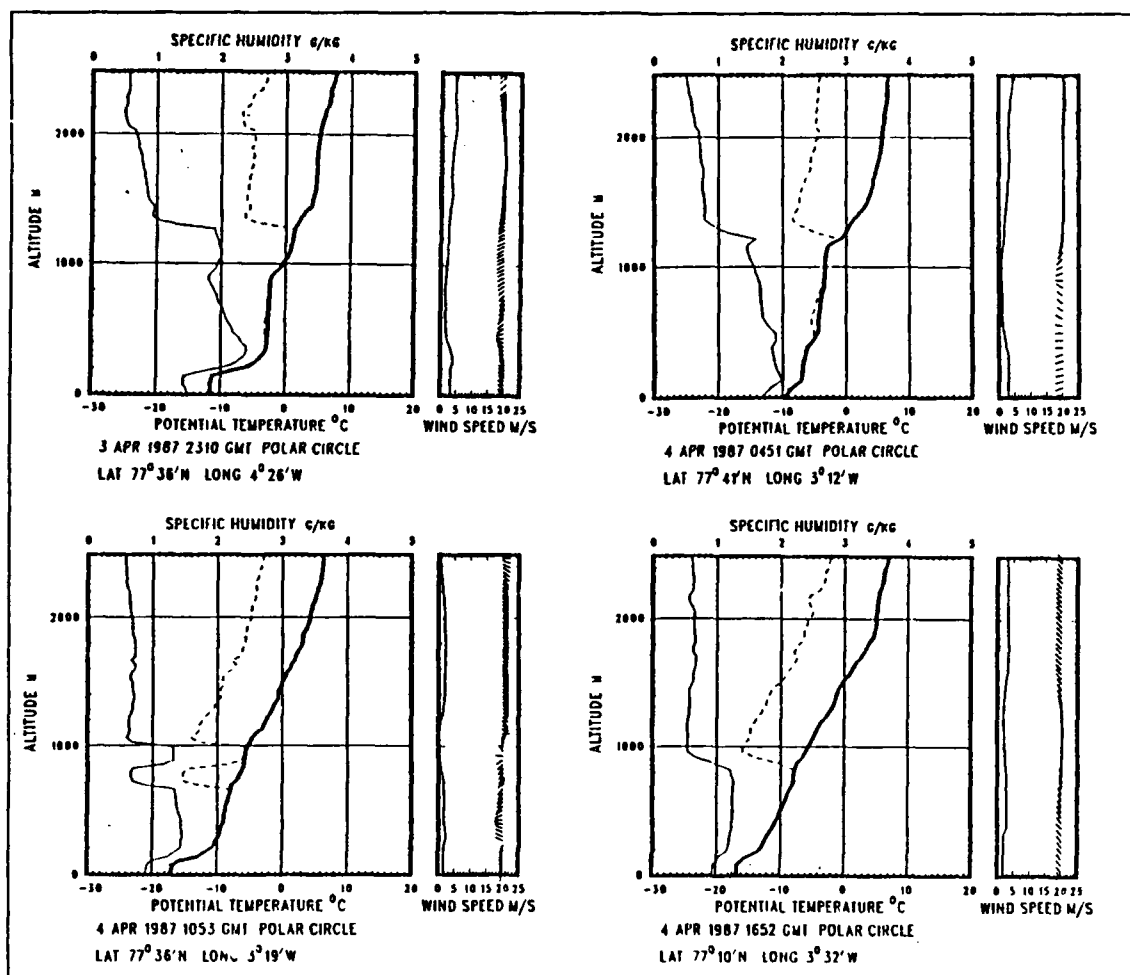 SPECIFIC HUMIDITY G/KG
0 1 2 3 4 5
ALTITUDE M
2000
1000
0
-30 -20 -10 0 10 20
POTENTIAL TEMPERATURE °C
0 5 10 15 20 25
WIND SPEED M/S
3 APR 1987 2310 GMT POLAR CIRCLE
LAT 77° 36'N LONG 4° 26'W
SPECIFIC HUMIDITY G/KG
0 1 2 3 4 5
ALTITUDE M
2000
1000
0
-30 -20 -10 0 10 20
POTENTIAL TEMPERATURE °C
0 5 10 15 20 25
WIND SPEED M/S
4 APR 1987 0451 GMT POLAR CIRCLE
LAT 77° 41'N LONG 3° 12'W
SPECIFIC HUMIDITY G/KG
0 1 2 3 4 5
ALTITUDE M
2000
1000
0
-30 -20 -10 0 10 20
POTENTIAL TEMPERATURE °C
0 5 10 15 20 25
WIND SPEED M/S
4 APR 1987 1053 GMT POLAR CIRCLE
LAT 77° 36'N LONG 3° 19'W
SPECIFIC HUMIDITY G/KG
0 1 2 3 4 5
ALTITUDE M
2000
1000
0
-30 -20 -10 0 10 20
POTENTIAL TEMPERATURE °C
0 5 10 15 20 25
WIND SPEED M/S
4 APR 1987 1652 GMT POLAR CIRCLE
LAT 77° 10'N LONG 3° 32'W